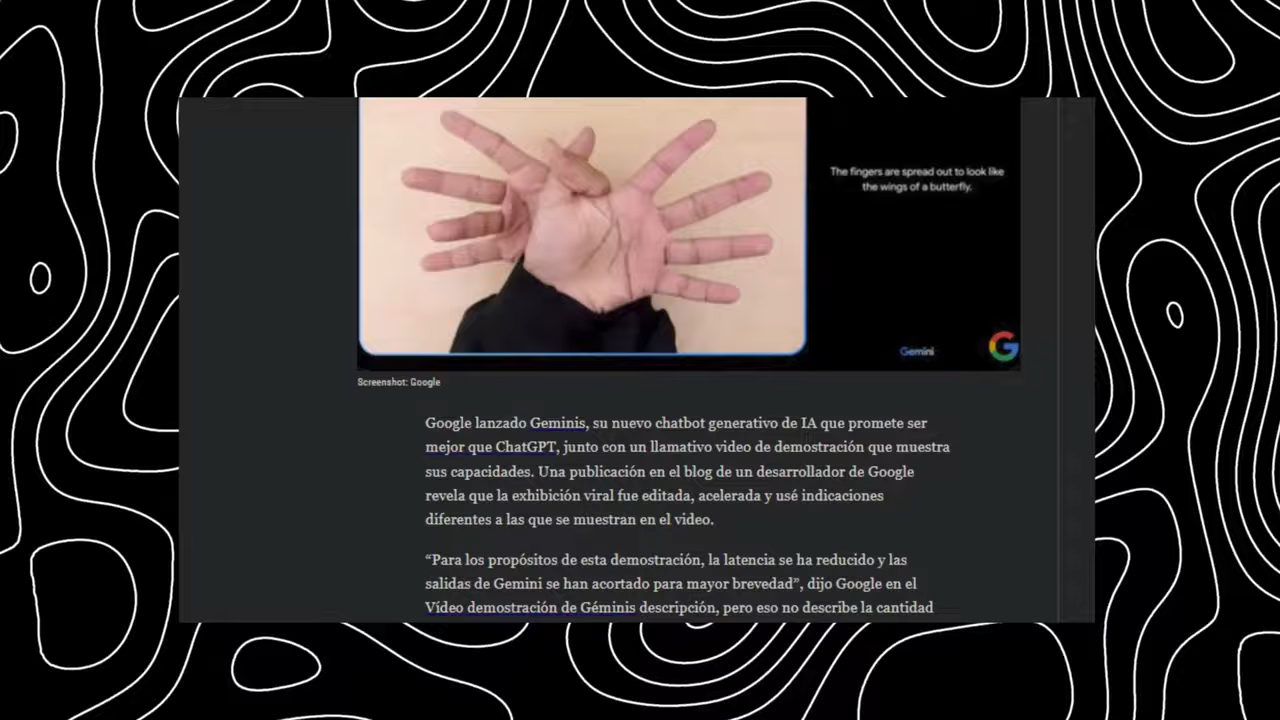 The fingers are spread out to look like
the wings of a butterfly.
Gemini
G
Screenshot: Google
Google lanzado Geminis, su nuevo chatbot generativo de IA que promete ser
mejor que ChatGPT, junto con un llamativo video de demostración que muestra
sus capacidades. Una publicación en el blog de un desarrollador de Google
revela que la exhibición viral fue editada, acelerada y usé indicaciones
diferentes a las que se muestran en el video.
“Para los propósitos de esta demostración, la latencia se ha reducido y las
salidas de Gemini se han acortado para mayor brevedad”, dijo Google en el
Vídeo demostración de Géminis descripción, pero eso no describe la cantidad